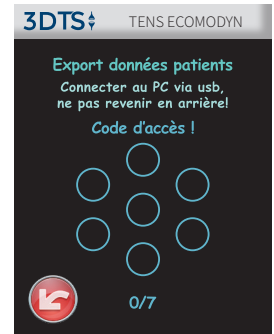 3DTS TENS ECOMODYN
Export données patients
Connecter au PC via usb,
ne pas revenir en arrière!
Code d'accès !
0/7